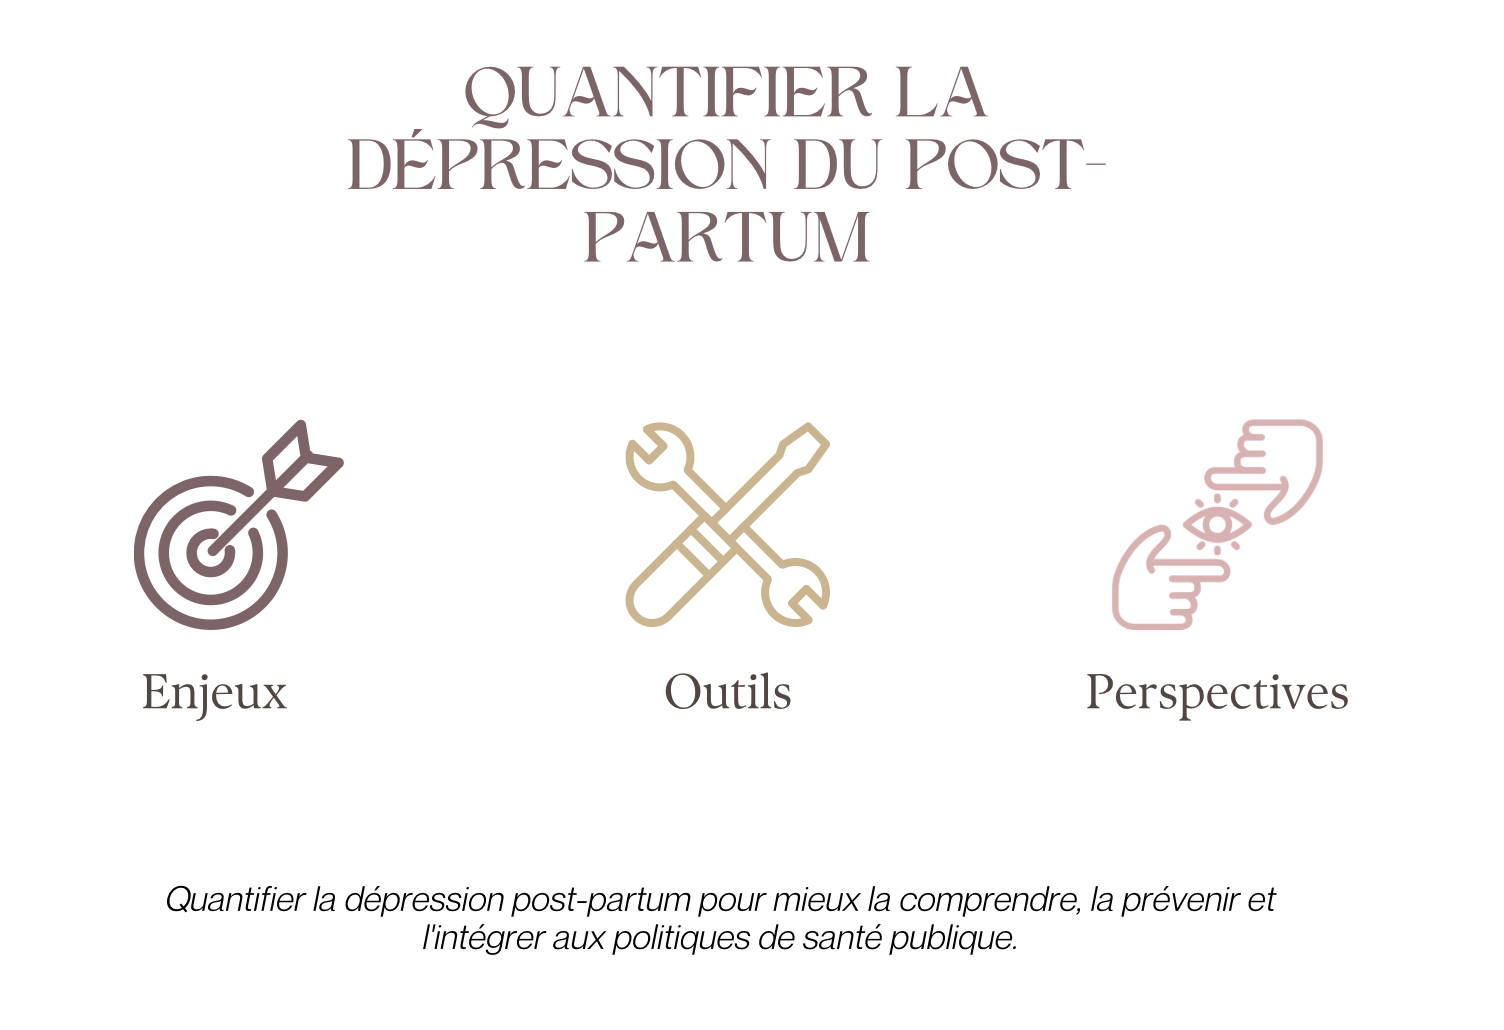 QUANTIFIER LA
DÉPRESSION DU POST-
PARTUM
Enjeux
Outils
Perspectives
Quantifier la dépression post-partum pour mieux la comprendre, la prévenir et
l'intégrer aux politiques de santé publique.